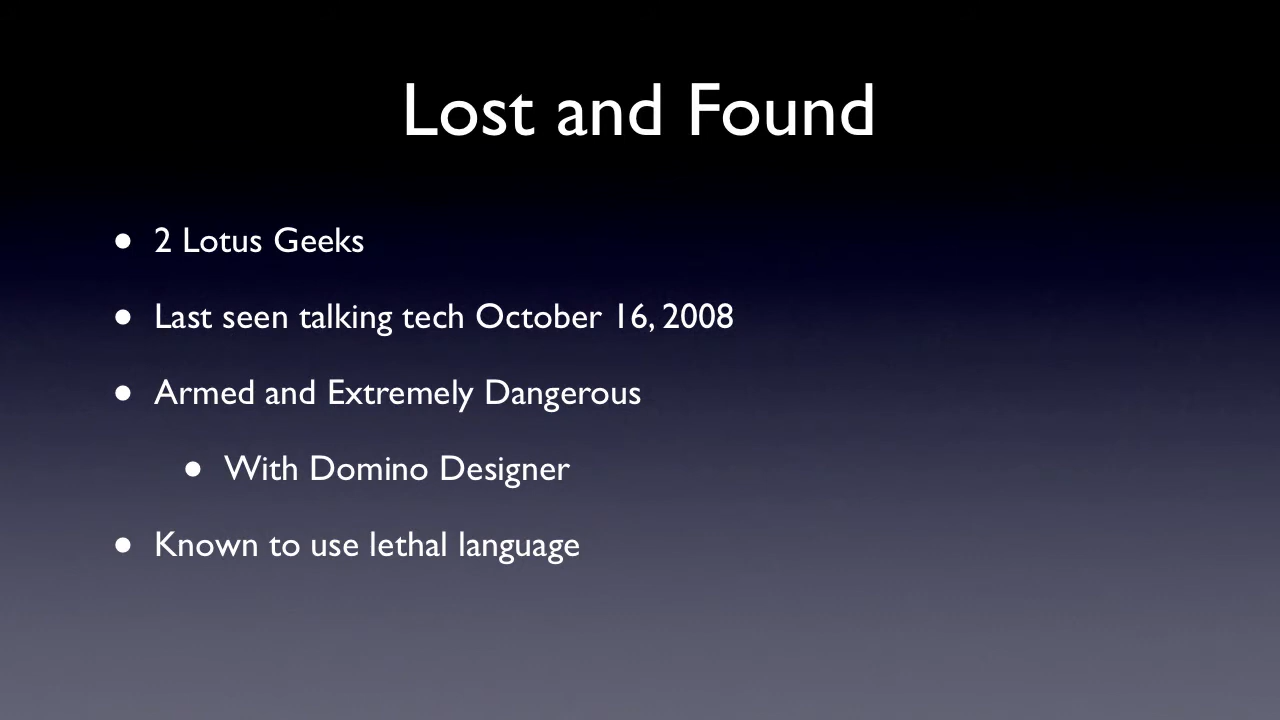 Lost and Found
• 2 Lotus Geeks
• Last seen talking tech October 16, 2008
• Armed and Extremely Dangerous
• With Domino Designer
• Known to use lethal language